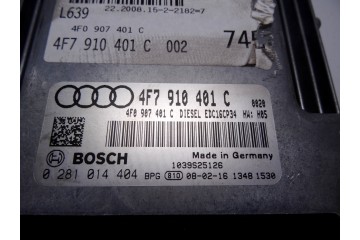 22.2008.16-2-2182-7
L639
4F0 907 401 C
4F7 910 401 C 002
4F7 910 401 C 0020
4F0 907 401 C DIESEL EDC16CP34 HW: H05
BOSCH
Made in Germany
1039S25126
0 281 014 404 BPG 810 08-02-16 1348 1530